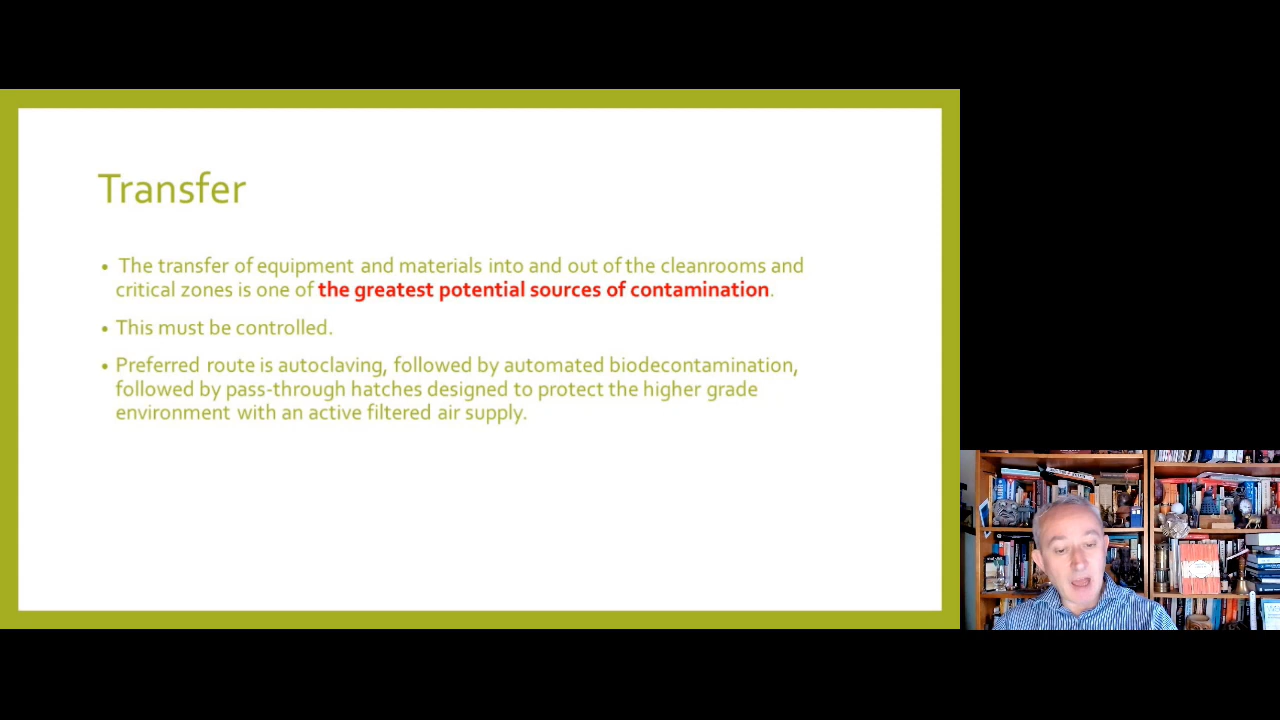 Transfer
• The transfer of equipment and materials into and out of the cleanrooms and
critical zones is one of the greatest potential sources of contamination.
• This must be controlled.
• Preferred route is autoclaving, followed by automated biodecontamination,
followed by pass-through hatches designed to protect the higher grade
environment with an active filtered air supply.